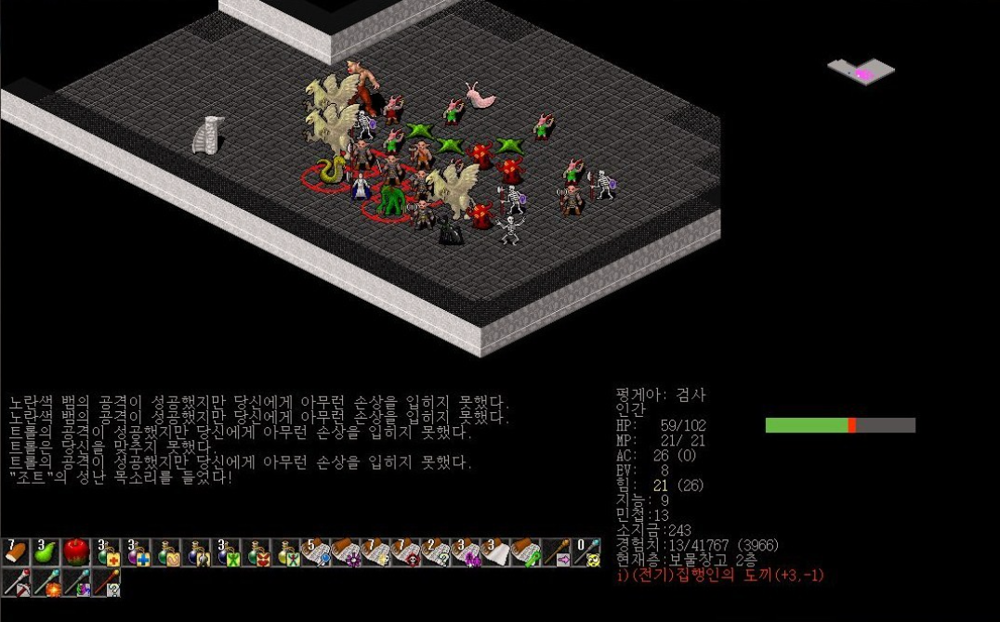 노란색 뱀의 공격이 성공했지만 당신에게 아무런 손상을 입히지 못했다.
노란색 뱀의 공격이 성공했지만 당신에게 아무런 손상을 입히지 못했다.
트롤의 공격이 성공했지만 당신에게 아무런 손상을 입히지 못했다.
트롤은 당신을 맞추지 못했다.
트롤의 공격이 성공했지만 당신에게 아무런 손상을 입히지 못했다.
"조트"의 성난 목소리를 들었다!
펑게아: 검사
인간
HP: 59/102
MP: 21/ 21
AC: 26 (0)
EV: 8
힘: 21 (26)
지능: 9
민첩:13
소지금:243
경험치:13/41767 (3966)
현재층:보물창고 2층
i)(전기)집행인의 도끼(+3,-1)
7 3 3 3 3 5 7 7 2 3 3 0